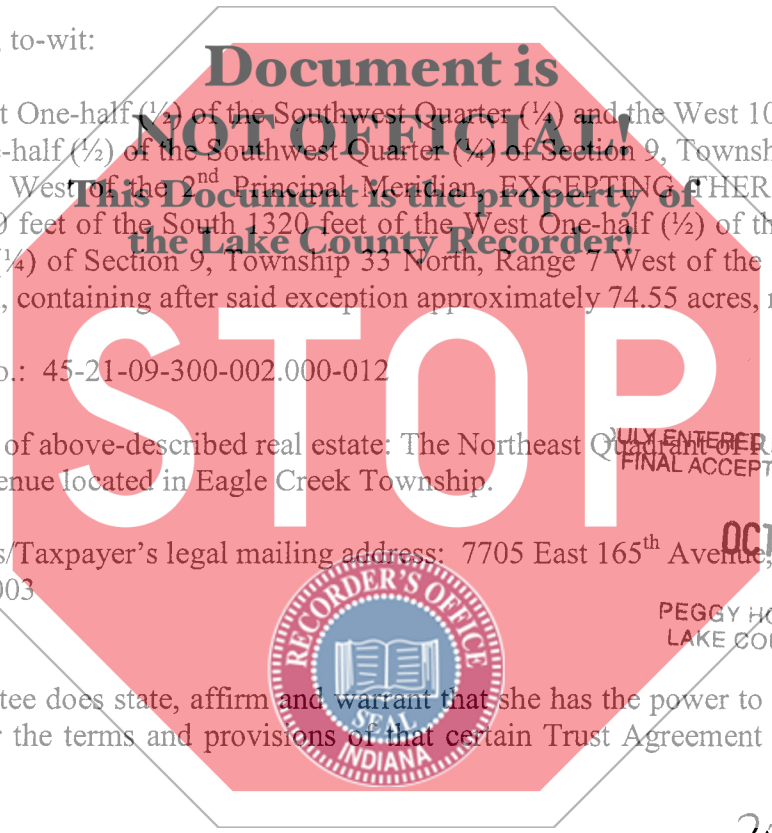 , to-wit:
Document is
t One-half (½) of the Southwest Quarter (¼) and the West 10
NOT OFFICIAL!
-half (½) of the Southwest Quarter (¼) of Section 9, Townsh
This Document is the property of
West of the 2nd Principal Meridian, EXCEPTING THER
feet of the South 1320 feet of the West One-half (½) of th
the Lake County Recorder!
¼) of Section 9, Township 33 North, Range 7 West of the
, containing after said exception approximately 74.55 acres,
STOP
o.: 45-21-09-300-002.000-012
of above-described real estate: The Northeast Quadrant of R
ULY ENTERED
FINAL ACCEPT
enue located in Eagle Creek Township.
OCT
s/Taxpayer's legal mailing address: 7705 East 165th Avenue,
003
RECORDER'S OFFICE
SEAL
INDIANA
PEGGY HO
LAKE COU
tee does state, affirm and warrant that she has the power to
r the terms and provisions of that certain Trust Agreement